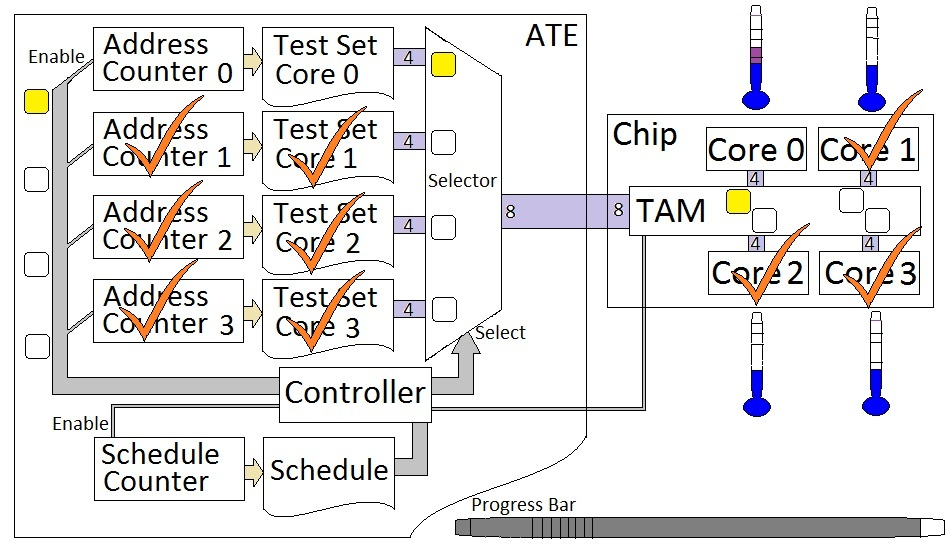 ATE
Enable
Address
Counter 0
Test Set
Core 0
4
Address
Counter 1
Test Set
Core 1
4
Selector
Address
Counter 2
Test Set
Core 2
4
Address
Counter 3
Test Set
Core 3
4
Select
8
8
Chip
Core 0
Core 1
4
4
TAM
4
4
Core 2
Core 3
Controller
Enable
Schedule
Counter
Schedule
Progress Bar